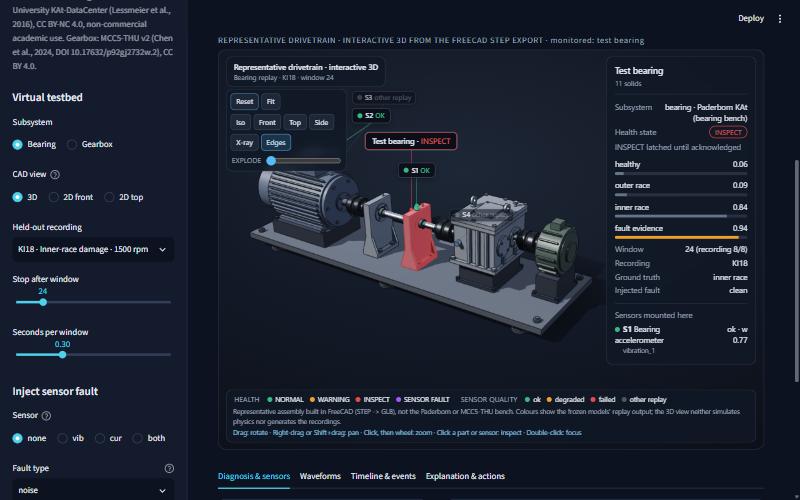 University KAt-DataCenter (Lessmeier et al.,
2016), CC BY-NC 4.0, non-commercial
academic use. Gearbox: MCC5-THU v2 (Chen
et al., 2024, DOI 10.17632/p92gj2732w.2), CC
BY 4.0.
Virtual testbed
Subsystem
Bearing
Gearbox
CAD view
3D
2D front
2D top
Held-out recording
KI18 · Inner-race damage · 1500 rpm
Stop after window
24
Seconds per window
0.30
Inject sensor fault
Sensor
none
vib
cur
both
Fault type
noise
Deploy
REPRESENTATIVE DRIVETRAIN · INTERACTIVE 3D FROM THE FREECAD STEP EXPORT · monitored: test bearing
Representative drivetrain · interactive 3D
Bearing replay · KI18 · window 24
Reset
Fit
Iso
Front
Top
Side
X-ray
Edges
EXPLODE
S3 other replay
S2 OK
Test bearing · INSPECT
S1 OK
S4 other replay
Test bearing
11 solids
Subsystem bearing · Paderborn KAt
(bearing bench)
Health state INSPECT
INSPECT latched until acknowledged
healthy 0.06
outer race 0.09
inner race 0.84
fault evidence 0.94
Window 24 (recording 8/8)
Recording KI18
Ground truth inner race
Injected fault clean
Sensors mounted here
S1 Bearing ok · w
accelerometer 0.77
vibration_1
HEALTH NORMAL WARNING INSPECT SENSOR FAULT SENSOR QUALITY ok degraded failed other replay
Representative assembly built in FreeCAD (STEP -> GLB), not the Paderborn or MCC5-THU bench. Colours show the frozen models' replay output; the 3D view neither simulates
physics nor generates the recordings.
Drag: rotate · Right-drag or Shift+drag: pan · Click, then wheel: zoom · Click a part or sensor: inspect · Double-click: focus
Diagnosis & sensors
Waveforms
Timeline & events
Explanation & actions